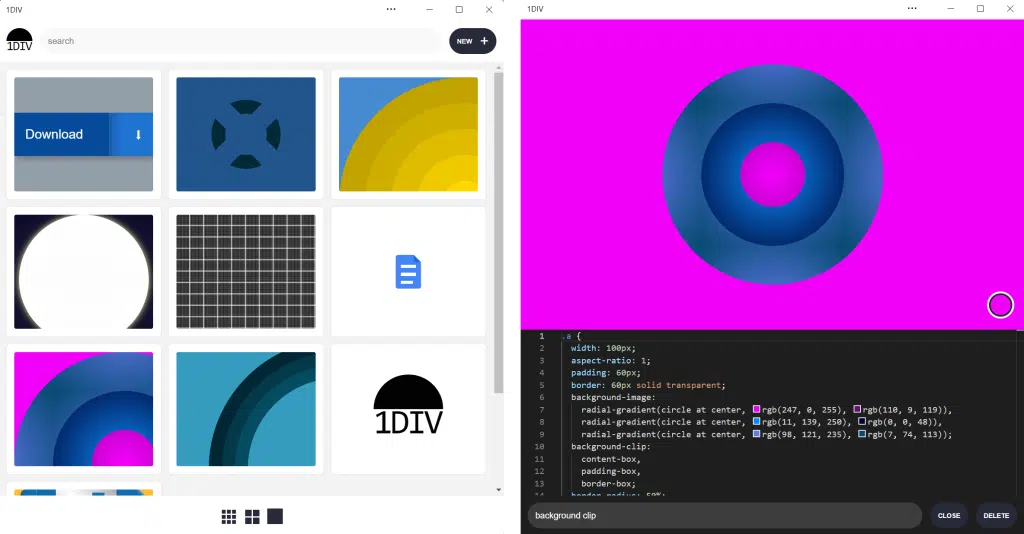 1DIV
1DIV
search
NEW +
Download
1DIV
1DIV
1 .a {
2 width: 100px;
3 aspect-ratio: 1;
4 padding: 60px;
5 border: 60px solid transparent;
6 background-image:
7 radial-gradient(circle at center, rgb(247, 0, 255), rgb(110, 9, 119)),
8 radial-gradient(circle at center, rgb(11, 139, 250), rgb(0, 0, 48)),
9 radial-gradient(circle at center, rgb(98, 121, 235), rgb(7, 74, 113));
10 background-clip:
11 content-box,
12 padding-box,
13 border-box;
14 border-radius: 50%;
background clip
CLOSE
DELETE